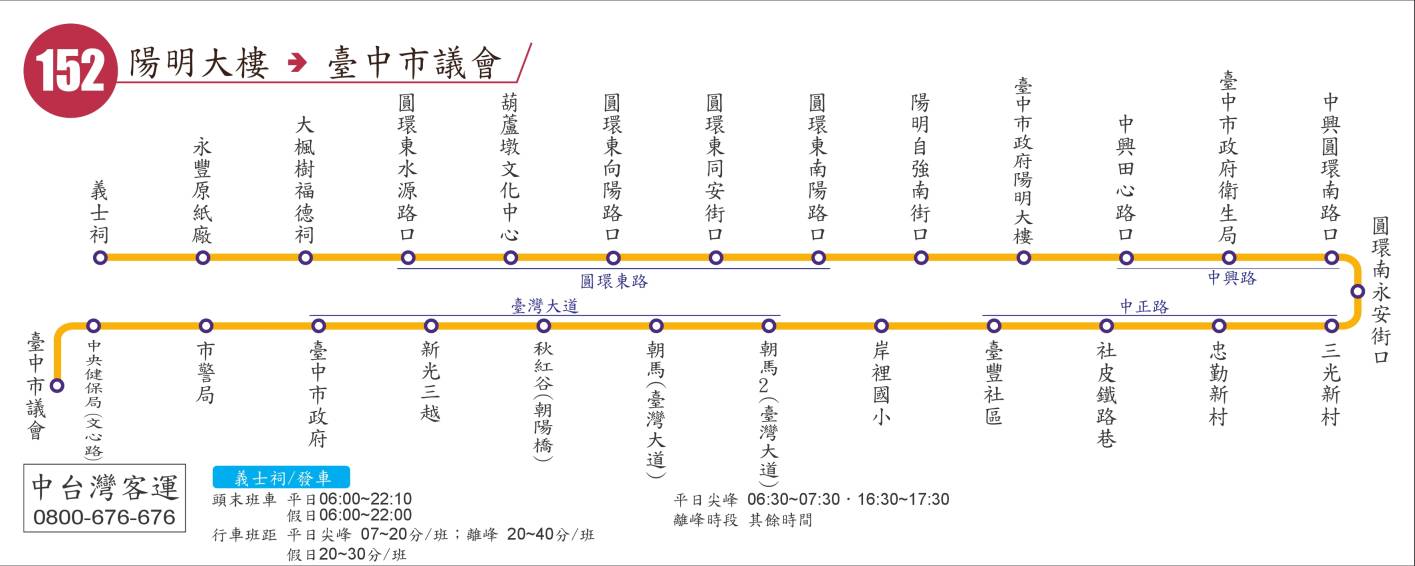 152 陽明大樓 ➔ 臺中市議會
義士祠
永豐原紙廠
大楓樹福德祠
圓環東水源路口
葫蘆墩文化中心
圓環東向陽路口
圓環東同安街口
圓環東南陽路口
陽明自強南街口
臺中市政府陽明大樓
中興田心路口
臺中市政府衛生局
中興圓環南路口
圓環南永安街口
圓環東路
中興路
臺灣大道
中正路
三光新村
忠勤新村
社皮鐵路巷
臺豐社區
岸裡國小
朝馬2(臺灣大道)
朝馬(臺灣大道)
秋紅谷(朝陽橋)
新光三越
臺中市政府
市警局
中央健保局(文心路)
臺中市議會
中台灣客運
0800-676-676
義士祠/發車
頭末班車 平日06:00~22:10
假日06:00~22:00
行車班距 平日尖峰 07~20分/班；離峰 20~40分/班
假日20~30分/班
平日尖峰 06:30~07:30．16:30~17:30
離峰時段 其餘時間